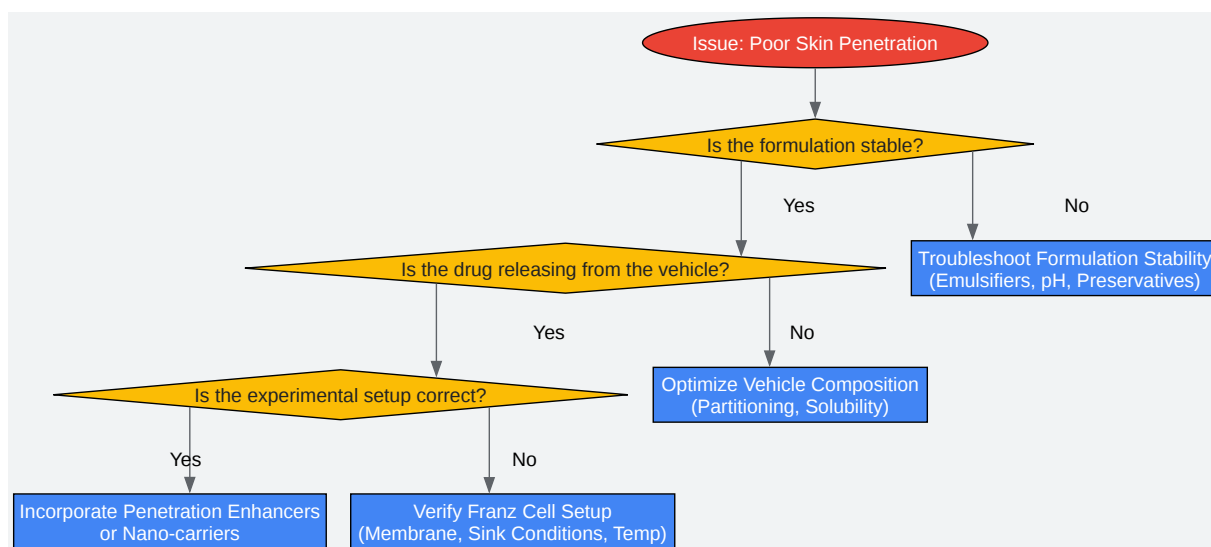 Issue: Poor Skin Penetration
Is the formulation stable?
Yes
No
Troubleshoot Formulation Stability
(Emulsifiers, pH, Preservatives)
Is the drug releasing from the vehicle?
Yes
No
Optimize Vehicle Composition
(Partitioning, Solubility)
Is the experimental setup correct?
Yes
No
Incorporate Penetration Enhancers
or Nano-carriers
Verify Franz Cell Setup
(Membrane, Sink Conditions, Temp)